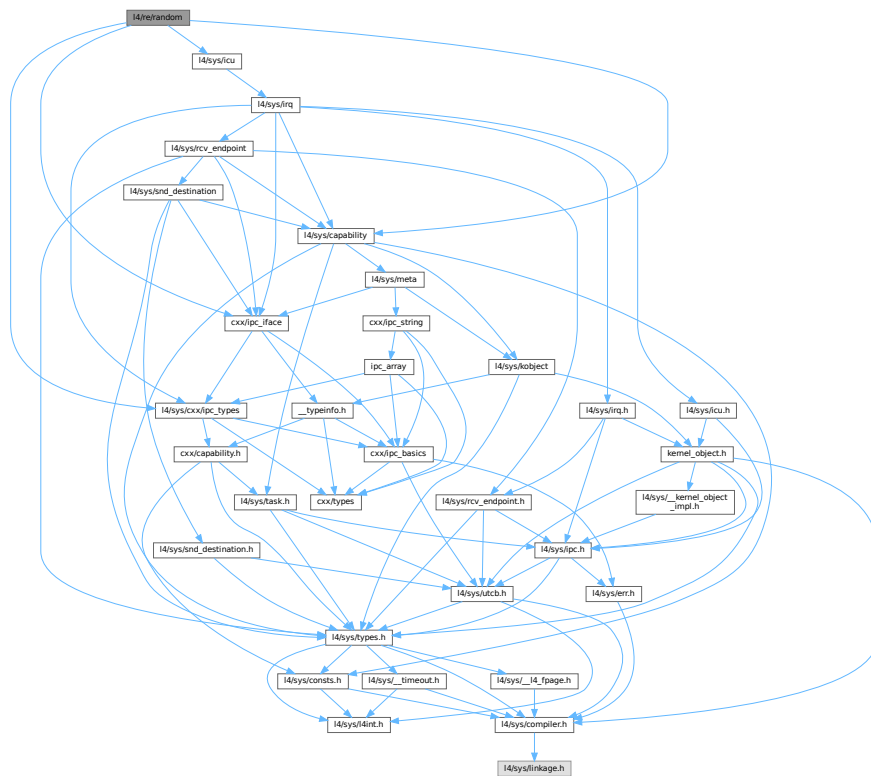 l4/re/random
l4/sys/icu
l4/sys/irq
l4/sys/rcv_endpoint
l4/sys/snd_destination
l4/sys/capability
l4/sys/meta
cxx/ipc_iface
cxx/ipc_string
ipc_array
l4/sys/kobject
l4/sys/cxx/ipc_types
__typeinfo.h
l4/sys/irq.h
l4/sys/icu.h
cxx/capability.h
cxx/ipc_basics
kernel_object.h
l4/sys/task.h
cxx/types
l4/sys/rcv_endpoint.h
l4/sys/__kernel_object
_impl.h
l4/sys/snd_destination.h
l4/sys/ipc.h
l4/sys/utcb.h
l4/sys/err.h
l4/sys/types.h
l4/sys/consts.h
l4/sys/__timeout.h
l4/sys/__l4_fpage.h
l4/sys/l4int.h
l4/sys/compiler.h
l4/sys/linkage.h